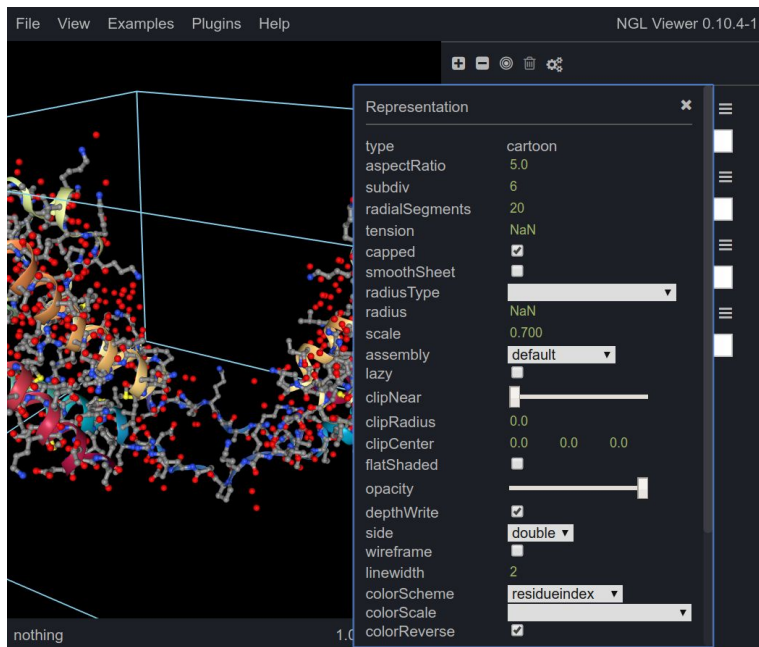 File View Examples Plugins Help NGL Viewer 0.10.4-1
Representation
type cartoon
aspectRatio 5.0
subdiv 6
radialSegments 20
tension NaN
capped
smoothSheet
radiusType
radius NaN
scale 0.700
assembly default
lazy
clipNear
clipRadius 0.0
clipCenter 0.0 0.0 0.0
flatShaded
opacity
depthWrite
side double
wireframe
linewidth 2
colorScheme residueindex
colorScale
colorReverse
nothing 1.0